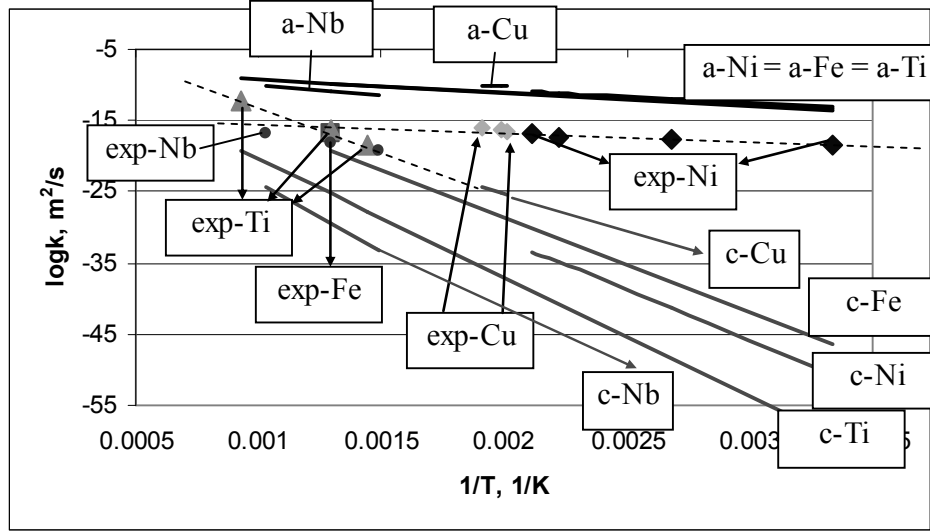 a-Nb
a-Cu
a-Ni = a-Fe = a-Ti
-5
-15
-25
-35
-45
-55
logk, m²/s
exp-Nb
exp-Ti
exp-Fe
exp-Cu
exp-Ni
c-Cu
c-Fe
c-Ni
c-Nb
c-Ti
0.0005
0.001
0.0015
0.002
0.0025
1/T, 1/K